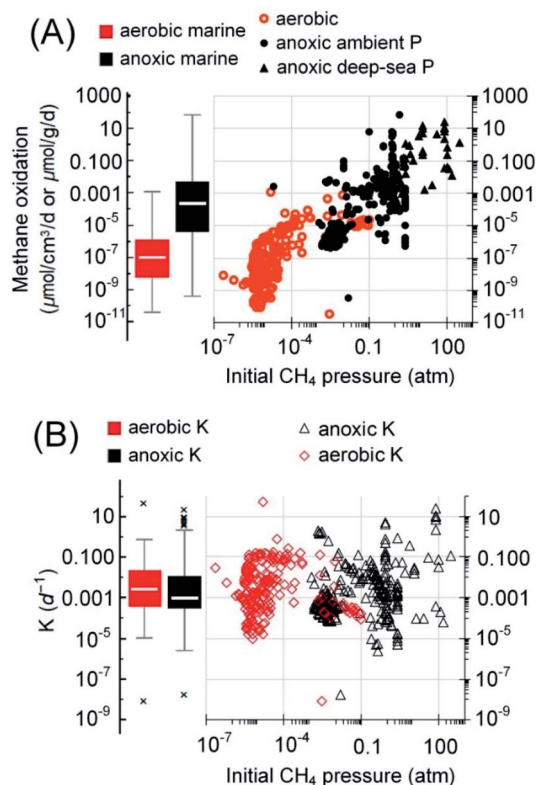 (A)
aerobic marine
anoxic marine
aerobic
anoxic ambient P
anoxic deep-sea P
Methane oxidation
(μmol/cm³/d or μmol/g/d)
1000 1000
10 10
0.100 0.100
0.001 0.001
10⁻⁵ 10⁻⁵
10⁻⁷ 10⁻⁷
10⁻⁹ 10⁻⁹
10⁻¹¹ 10⁻¹¹
10⁻⁷ 10⁻⁴ 0.1 100
Initial CH₄ pressure (atm)
(B)
aerobic K
anoxic K
anoxic K
aerobic K
K (d⁻¹)
10 10
0.100 0.100
0.001 0.001
10⁻⁵ 10⁻⁵
10⁻⁷ 10⁻⁷
10⁻⁹ 10⁻⁹
10⁻⁷ 10⁻⁴ 0.1 100
Initial CH₄ pressure (atm)